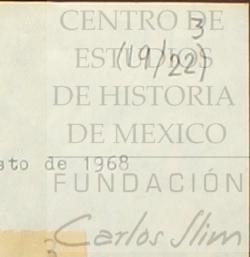 3
CENTRO DE
ESTUDIOS
(19/22)
DE HISTORIA
DE MEXICO
sto de 1968
FUNDACIÓN
Carlos Slim